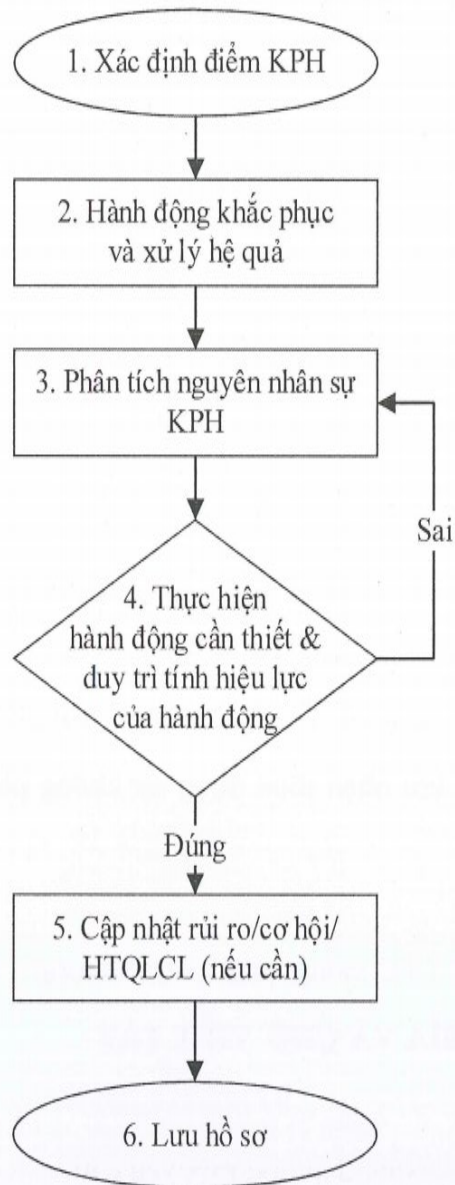 1. Xác định điểm KPH
2. Hành động khắc phục
và xử lý hệ quả
3. Phân tích nguyên nhân sự
KPH
Sai
4. Thực hiện
hành động cần thiết &
duy trì tính hiệu lực
của hành động
Đúng
5. Cập nhật rủi ro/cơ hội/
HTQLCL (nếu cần)
6. Lưu hồ sơ